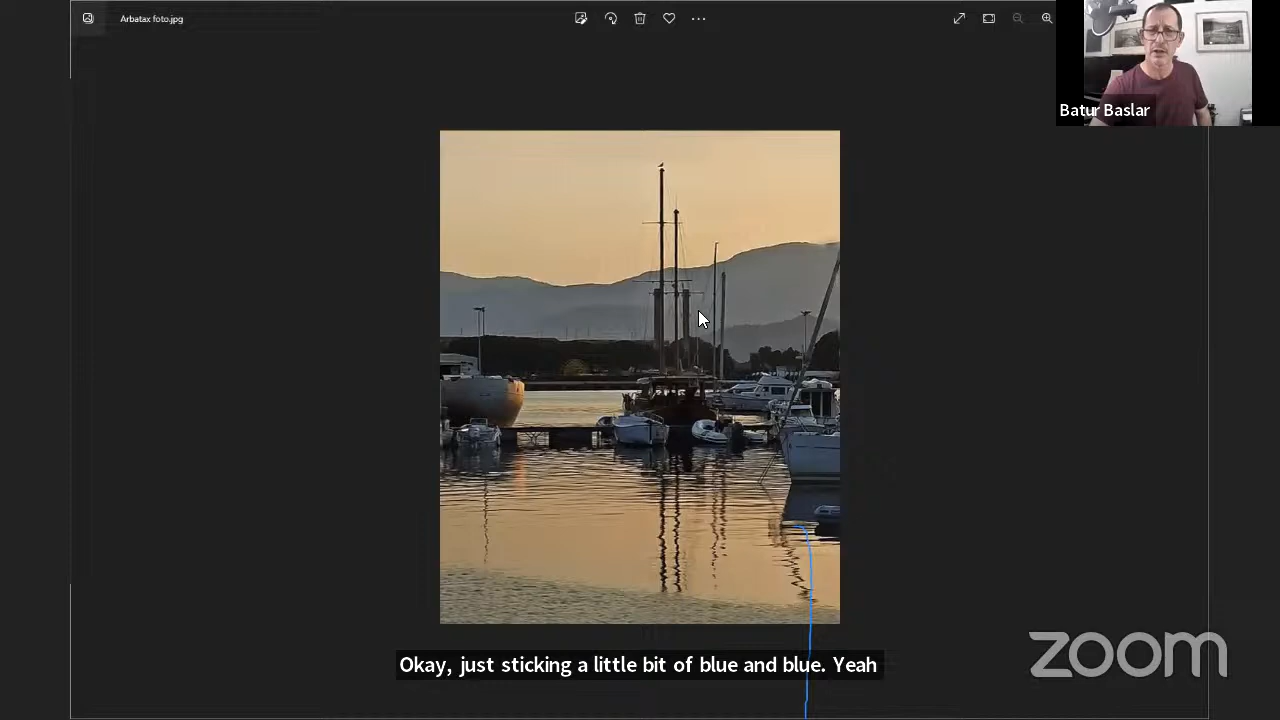 Arbatax foto.jpg
Batur Baslar
Okay, just sticking a little bit of blue and blue. Yeah
zoom